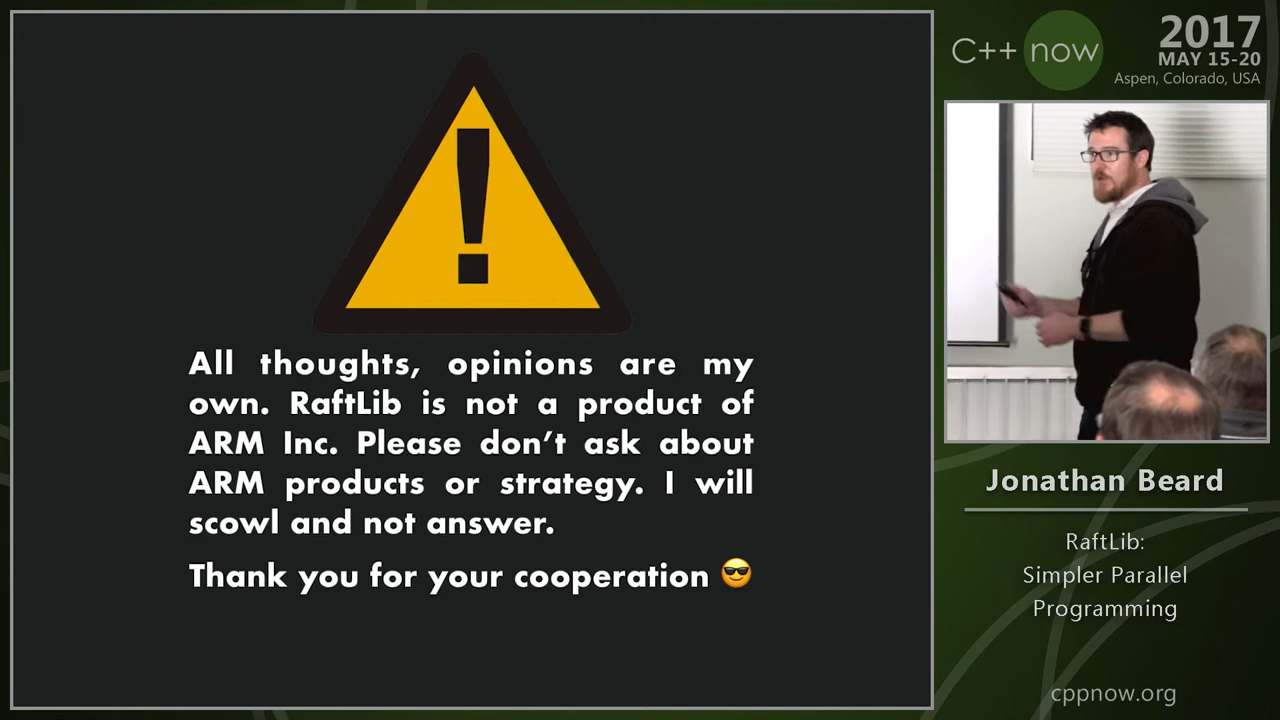 All thoughts, opinions are my
own. RaftLib is not a product of
ARM Inc. Please don’t ask about
ARM products or strategy. I will
scowl and not answer.
Thank you for your cooperation 😎
C++ now
2017
MAY 15-20
Aspen, Colorado, USA
Jonathan Beard
RaftLib:
Simpler Parallel
Programming
cppnow.org